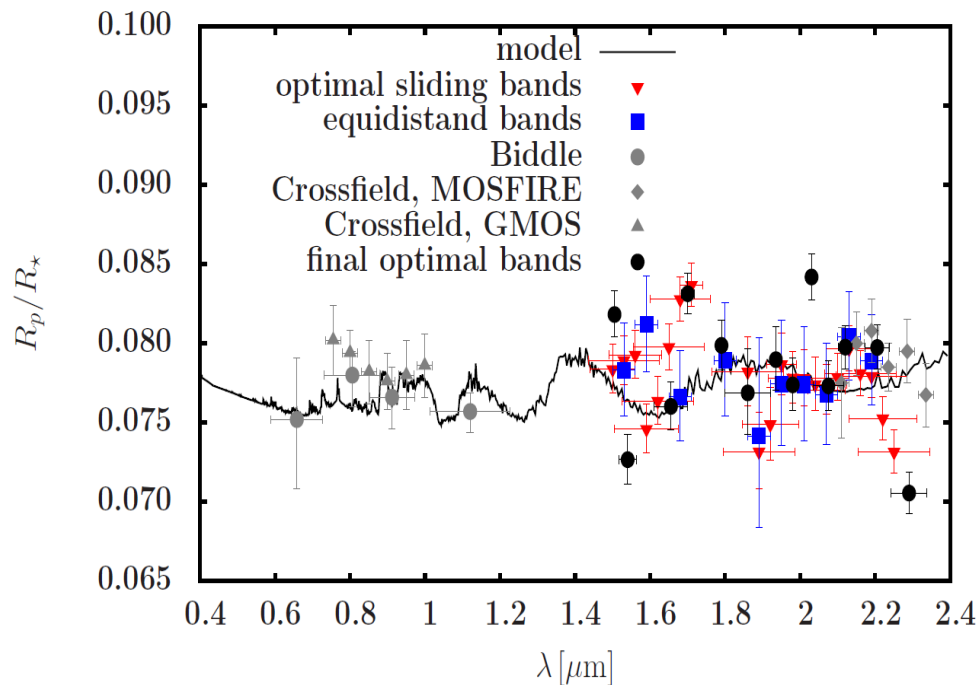 0.100
0.095
0.090
0.085
0.080
0.075
0.070
0.065
R_p/R_⋆
model
optimal sliding bands
equidistand bands
Biddle
Crossfield, MOSFIRE
Crossfield, GMOS
final optimal bands
0.4 0.6 0.8 1 1.2 1.4 1.6 1.8 2 2.2 2.4
λ [μm]